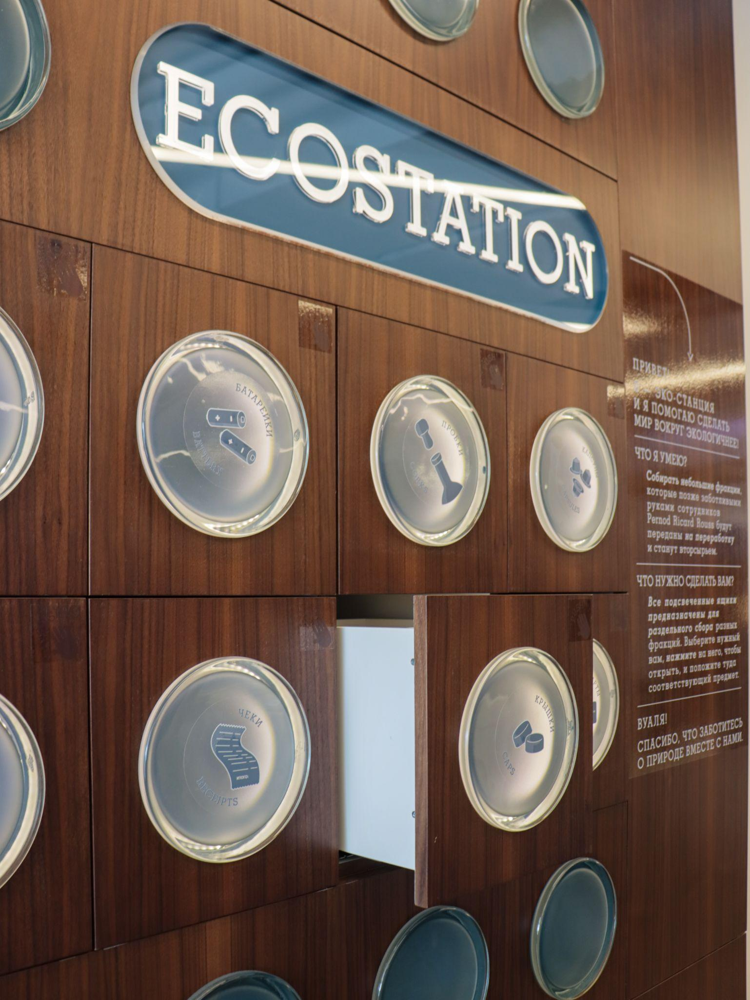 ECOSTATION
БАТАРЕЙКИ
BATTERY
ПРОБКИ
CORKS
ЧЕКИ
ИТОГО:
RECEIPTS
КРЫШКИ
CAPS
ПРИВЕТ!
ЭКО-СТАНЦИЯ
И Я ПОМОГАЮ СДЕЛАТЬ
МИР ВОКРУГ ЭКОЛОГИЧНЕЕ!
ЧТО Я УМЕЮ?
Собирать небольшие фракции,
которые позже заботливыми
руками сотрудников
Pernod Ricard Rouss будут
переданы на переработку
и станут вторсырьем.
ЧТО НУЖНО СДЕЛАТЬ ВАМ?
Все подсвеченные ящики
предназначены для
раздельного сбора разных
фракций. Выберите нужный
вам, нажмите на него, чтобы
открыть, и положите туда
соответствующий предмет.
ВУАЛЯ!
СПАСИБО, ЧТО ЗАБОТИТЕСЬ
О ПРИРОДЕ ВМЕСТЕ С НАМИ.